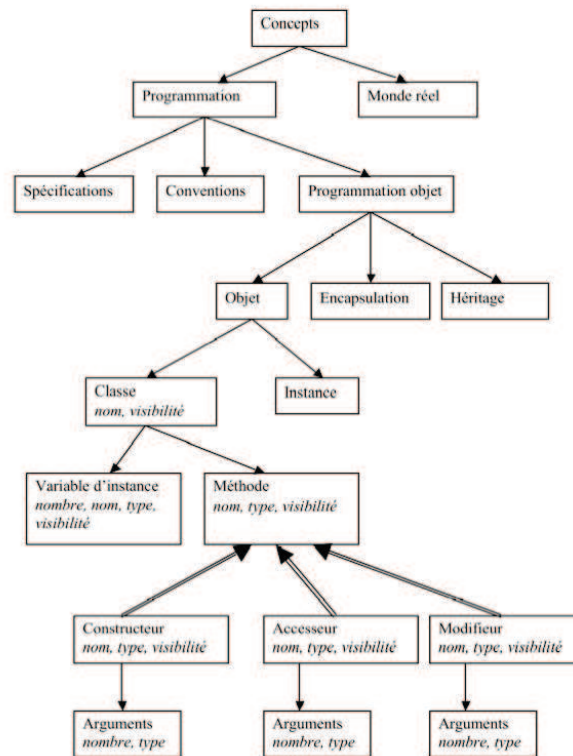 Concepts
Programmation
Monde réel
Spécifications
Conventions
Programmation objet
Objet
Encapsulation
Héritage
Classe
nom, visibilité
Instance
Variable d'instance
nombre, nom, type,
visibilité
Méthode
nom, type, visibilité
Constructeur
nom, type, visibilité
Accesseur
nom, type, visibilité
Modifieur
nom, type, visibilité
Arguments
nombre, type
Arguments
nombre, type
Arguments
nombre, type